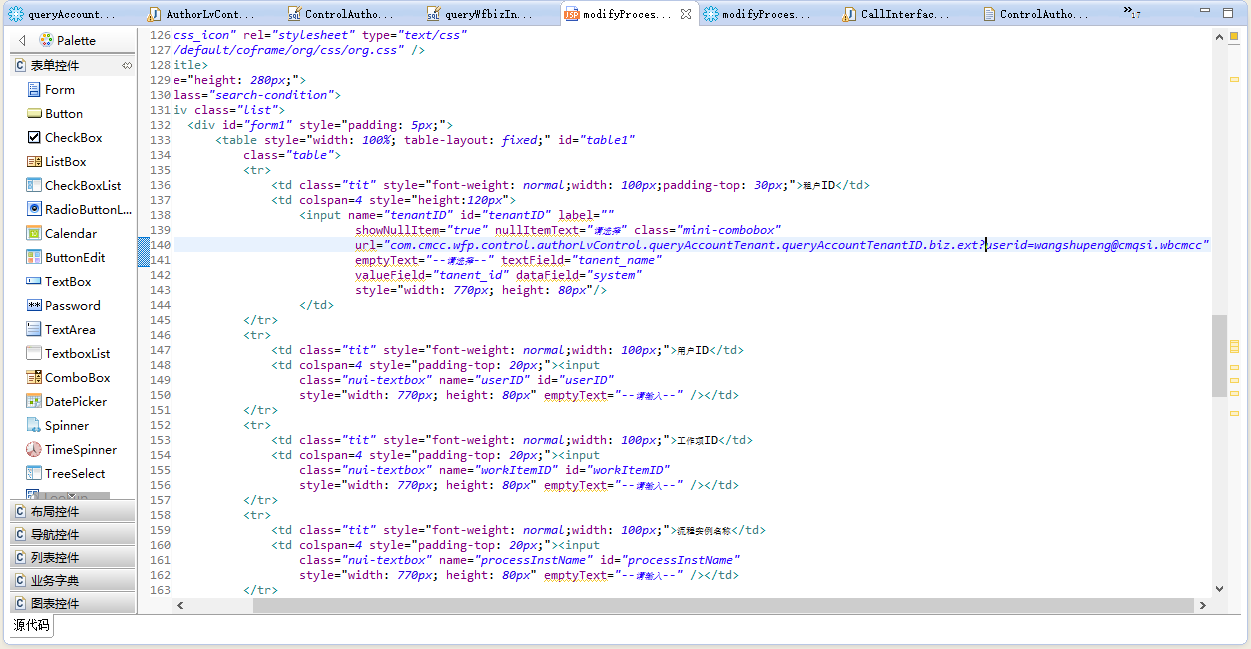 queryAccount...
AuthorLvCont...
ControlAutho...
queryWfbizIn...
modifyProces...
modifyProces...
CallInterfac...
ControlAutho...
»17
Palette
表单控件
Form
Button
CheckBox
ListBox
CheckBoxList
RadioButtonL...
Calendar
ButtonEdit
TextBox
Password
TextArea
TextboxList
ComboBox
DatePicker
Spinner
TimeSpinner
TreeSelect
布局控件
导航控件
列表控件
业务字典
图表控件
源代码
126 css_icon" rel="stylesheet" type="text/css"
127 /default/coframe/org/css/org.css" />
128 itle>
129 e="height: 280px;">
130 lass="search-condition">
131 iv class="list">
132 <div id="form1" style="padding: 5px;">
133 <table style="width: 100%; table-layout: fixed;" id="table1"
134 class="table">
135 <tr>
136 <td class="tit" style="font-weight: normal;width: 100px;padding-top: 30px;">租户ID</td>
137 <td colspan=4 style="height:120px">
138 <input name="tenantID" id="tenantID" label=""
139 showNullItem="true" nullItemText="请选择" class="mini-combobox"
140 url="com.cmcc.wfp.control.authorLvControl.queryAccountTenant.queryAccountTenantID.biz.ext?userid=wangshupeng@cmqsi.wbcmcc"
141 emptyText="--请选择--" textField="tanent_name"
142 valueField="tanent_id" dataField="system"
143 style="width: 770px; height: 80px"/>
144 </td>
145 </tr>
146 <tr>
147 <td class="tit" style="font-weight: normal;width: 100px;">用户ID</td>
148 <td colspan=4 style="padding-top: 20px;"><input
149 class="nui-textbox" name="userID" id="userID"
150 style="width: 770px; height: 80px" emptyText="--请输入--" /></td>
151 </tr>
152 <tr>
153 <td class="tit" style="font-weight: normal;width: 100px;">工作项ID</td>
154 <td colspan=4 style="padding-top: 20px;"><input
155 class="nui-textbox" name="workItemID" id="workItemID"
156 style="width: 770px; height: 80px" emptyText="--请输入--" /></td>
157 </tr>
158 <tr>
159 <td class="tit" style="font-weight: normal;width: 100px;">流程实例名称</td>
160 <td colspan=4 style="padding-top: 20px;"><input
161 class="nui-textbox" name="processInstName" id="processInstName"
162 style="width: 770px; height: 80px" emptyText="--请输入--" /></td>
163 </tr>